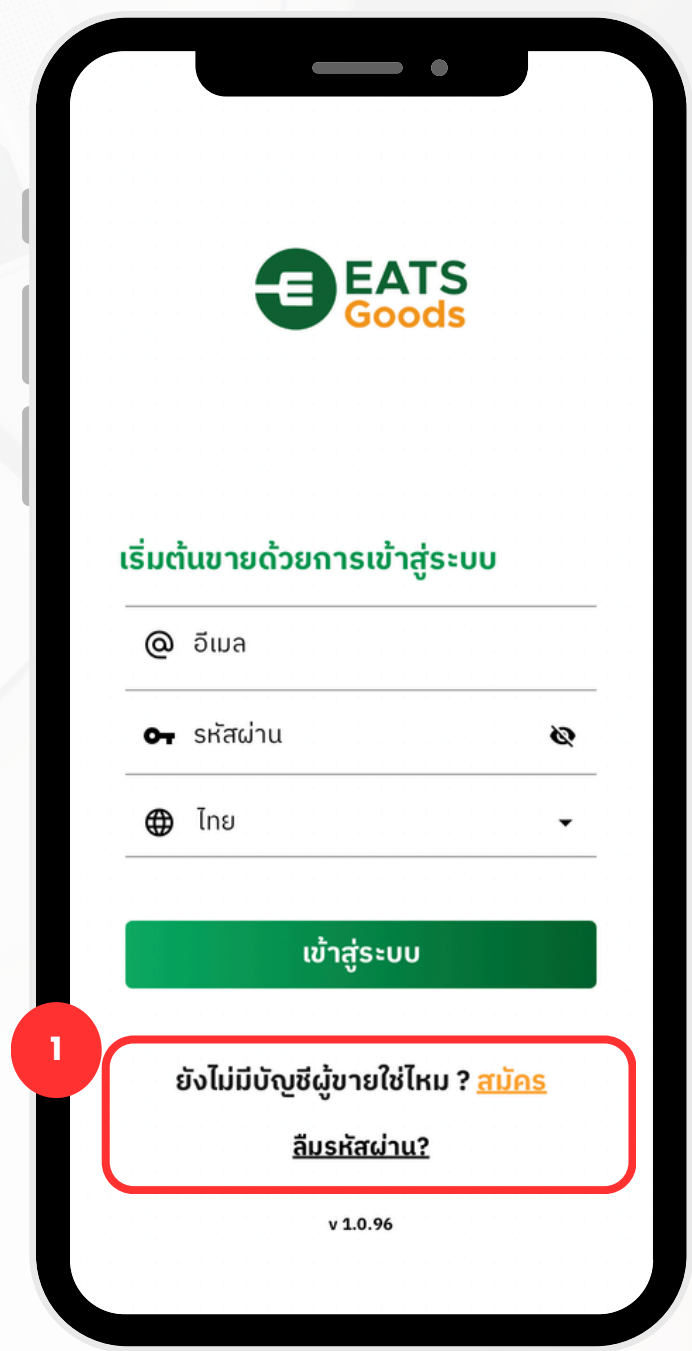 EATS
Goods
เริ่มต้นขายด้วยการเข้าสู่ระบบ
อีเมล
รหัสผ่าน
ไทย
เข้าสู่ระบบ
1
ยังไม่มีบัญชีผู้ขายใช่ไหม ? สมัคร
ลืมรหัสผ่าน?
v 1.0.96